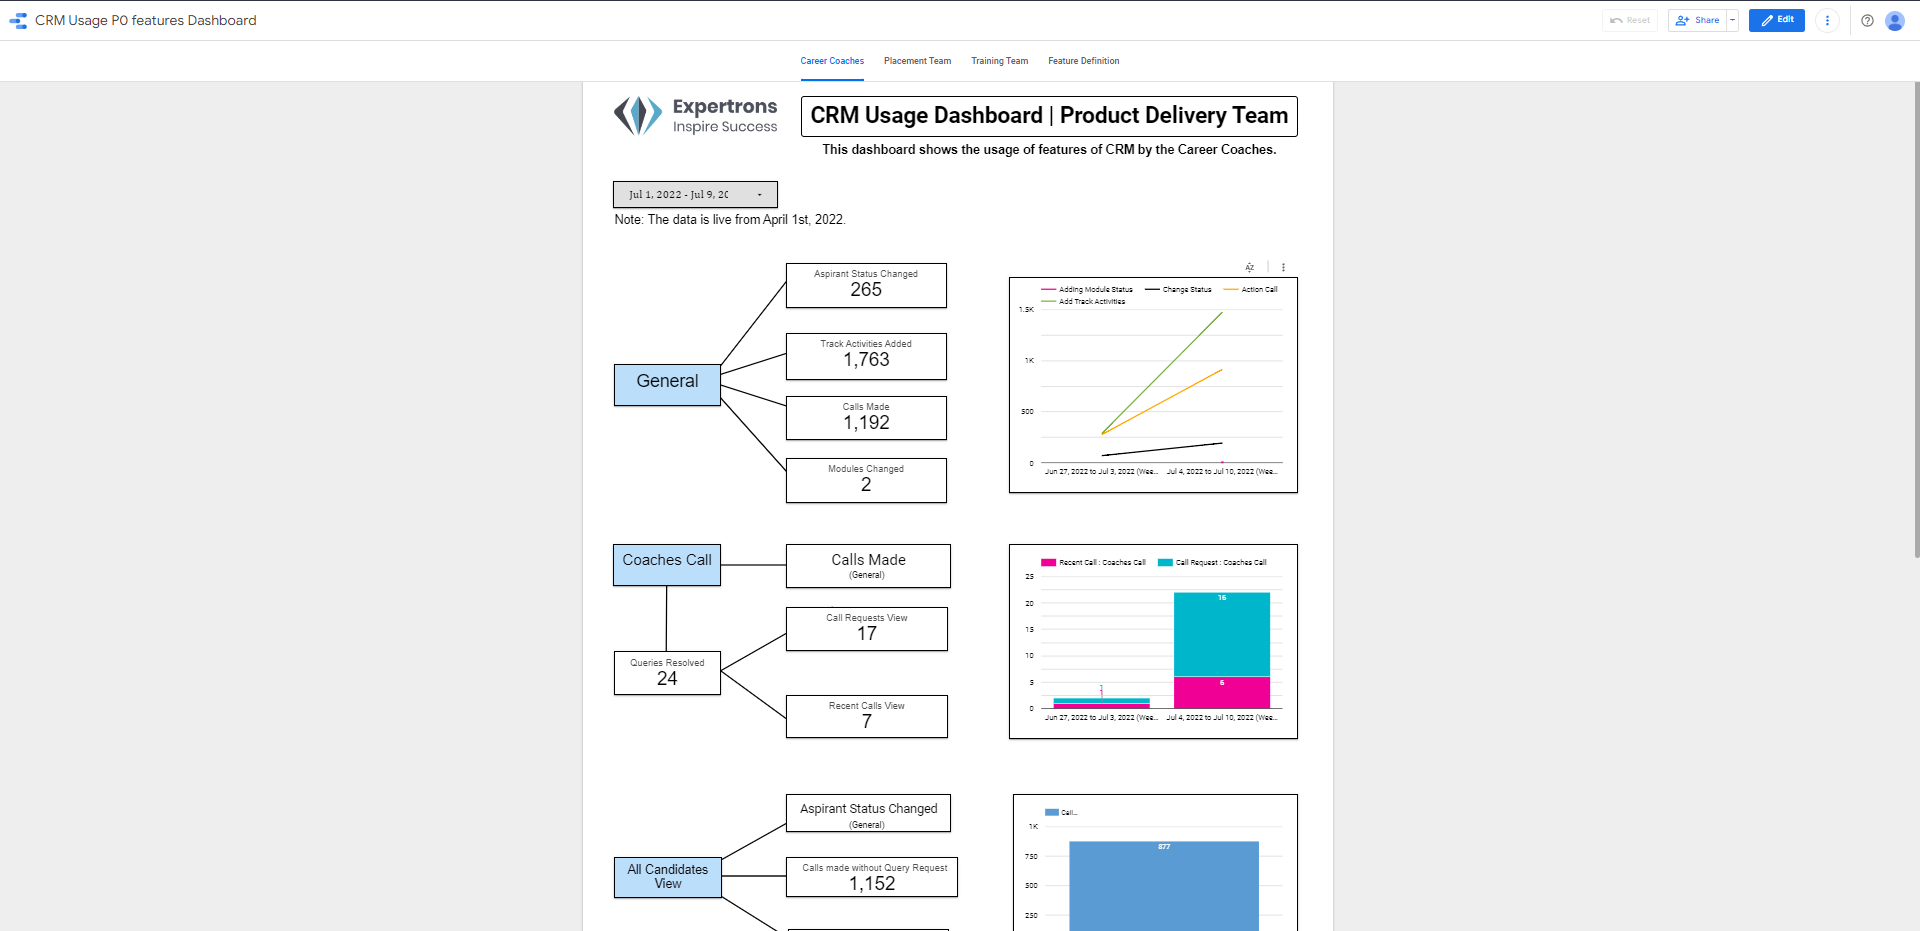 CRM Usage P0 features Dashboard
Reset
Share
Edit
Career Coaches
Placement Team
Training Team
Feature Definition
Expertrons
Inspire Success
CRM Usage Dashboard | Product Delivery Team
This dashboard shows the usage of features of CRM by the Career Coaches.
Jul 1, 2022 - Jul 9, 20
Note: The data is live from April 1st, 2022.
General
Aspirant Status Changed
265
Track Activities Added
1,763
Calls Made
1,192
Modules Changed
2
Adding Module Status
Change Status
Action Call
Add Track Activities
1.5K
1K
500
0
Jun 27, 2022 to Jul 3, 2022 (Wee...
Jul 4, 2022 to Jul 10, 2022 (Wee...
Coaches Call
Calls Made
(General)
Queries Resolved
24
Call Requests View
17
Recent Calls View
7
Recent Call : Coaches Call
Call Request : Coaches Call
25
20
15
10
5
0
1
16
6
Jun 27, 2022 to Jul 3, 2022 (Wee...
Jul 4, 2022 to Jul 10, 2022 (Wee...
All Candidates
View
Aspirant Status Changed
(General)
Calls made without Query Request
1,152
Call...
1K
750
500
250
877